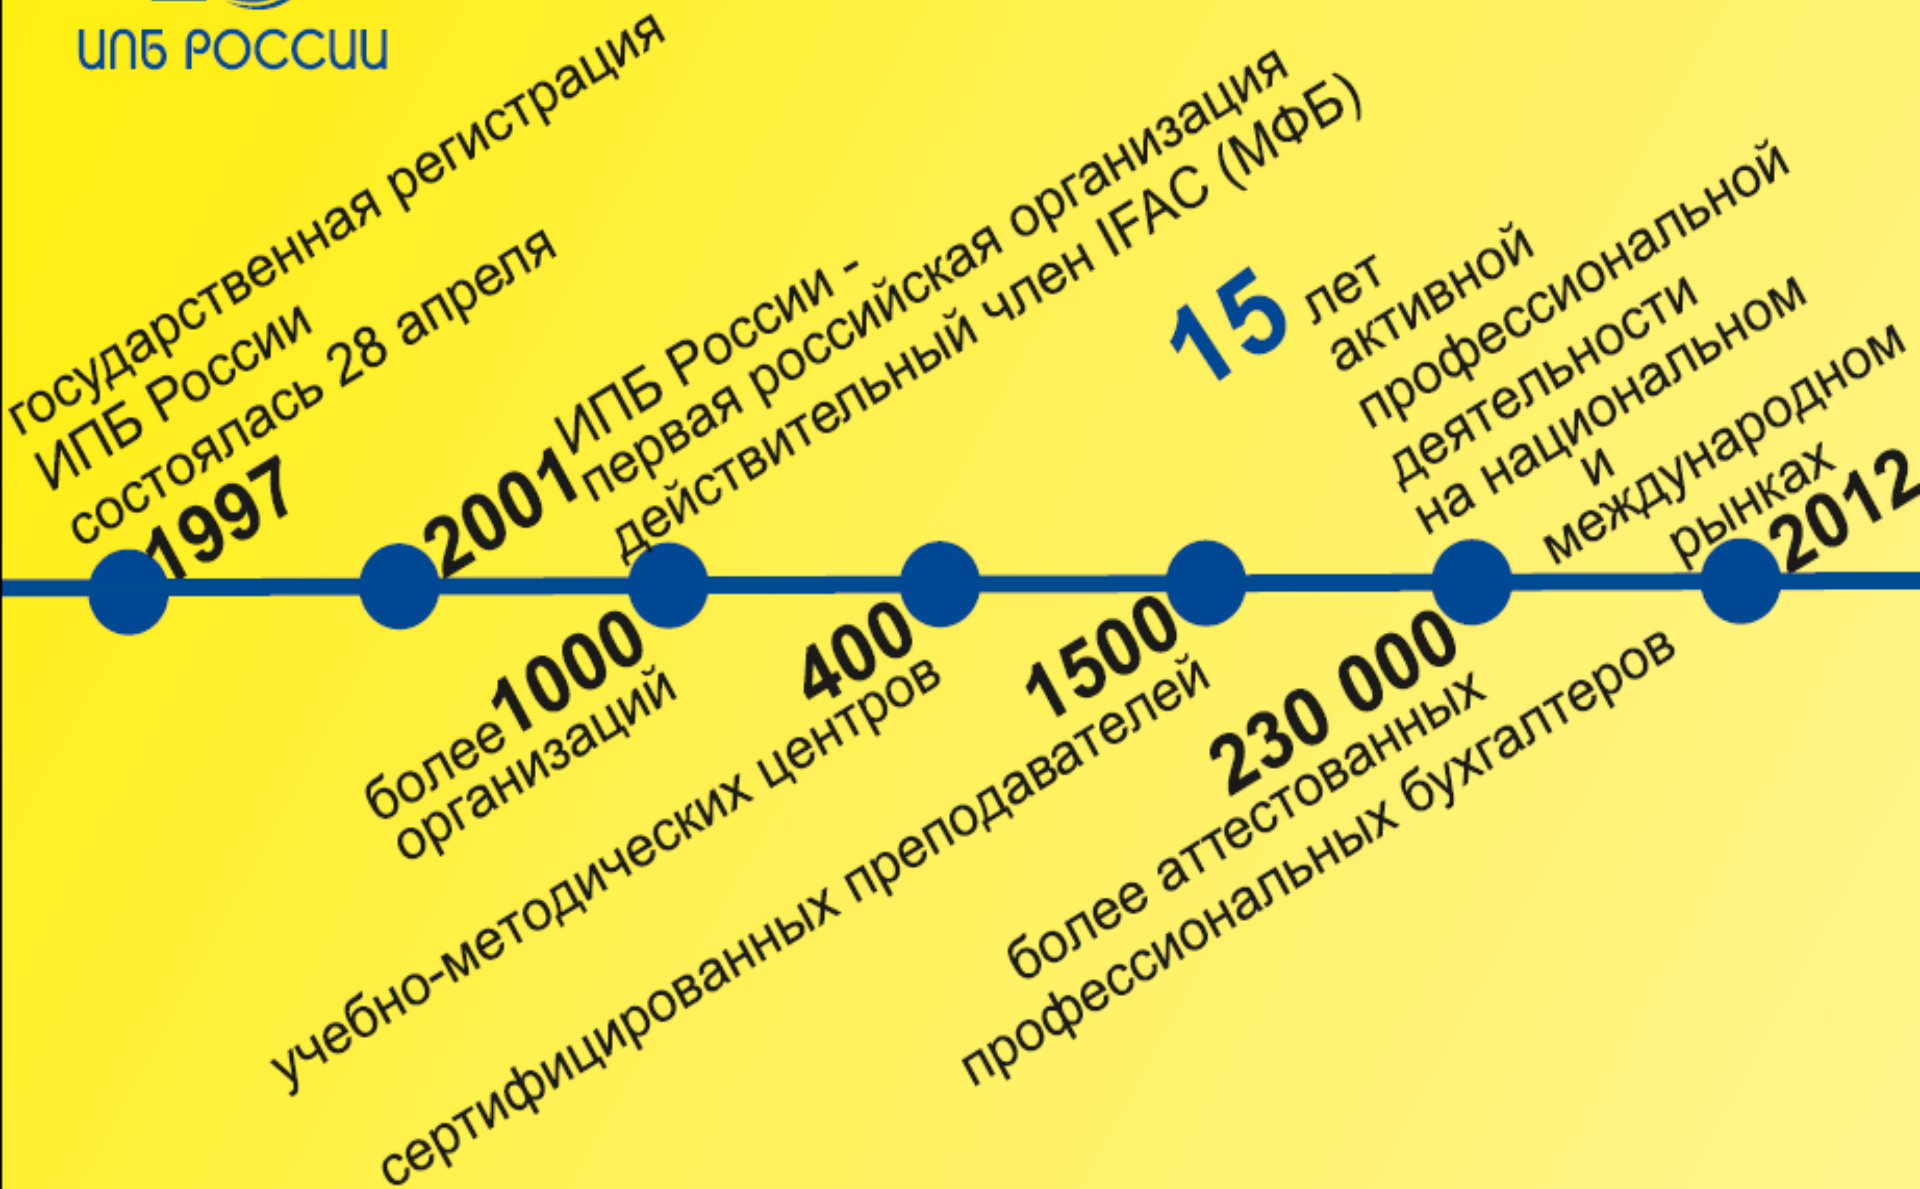 ИПБ РОССИИ
государственная регистрация
ИПБ России
состоялась 28 апреля
1997
2001
ИПБ России -
первая российская организация
действительный член IFAC (МФБ)
15 лет
активной
профессиональной
деятельности
на национальном
и
международном
рынках
2012
более 1000
организаций
400
учебно-методических центров
1500
сертифицированных преподавателей
230 000
более аттестованных
профессиональных бухгалтеров